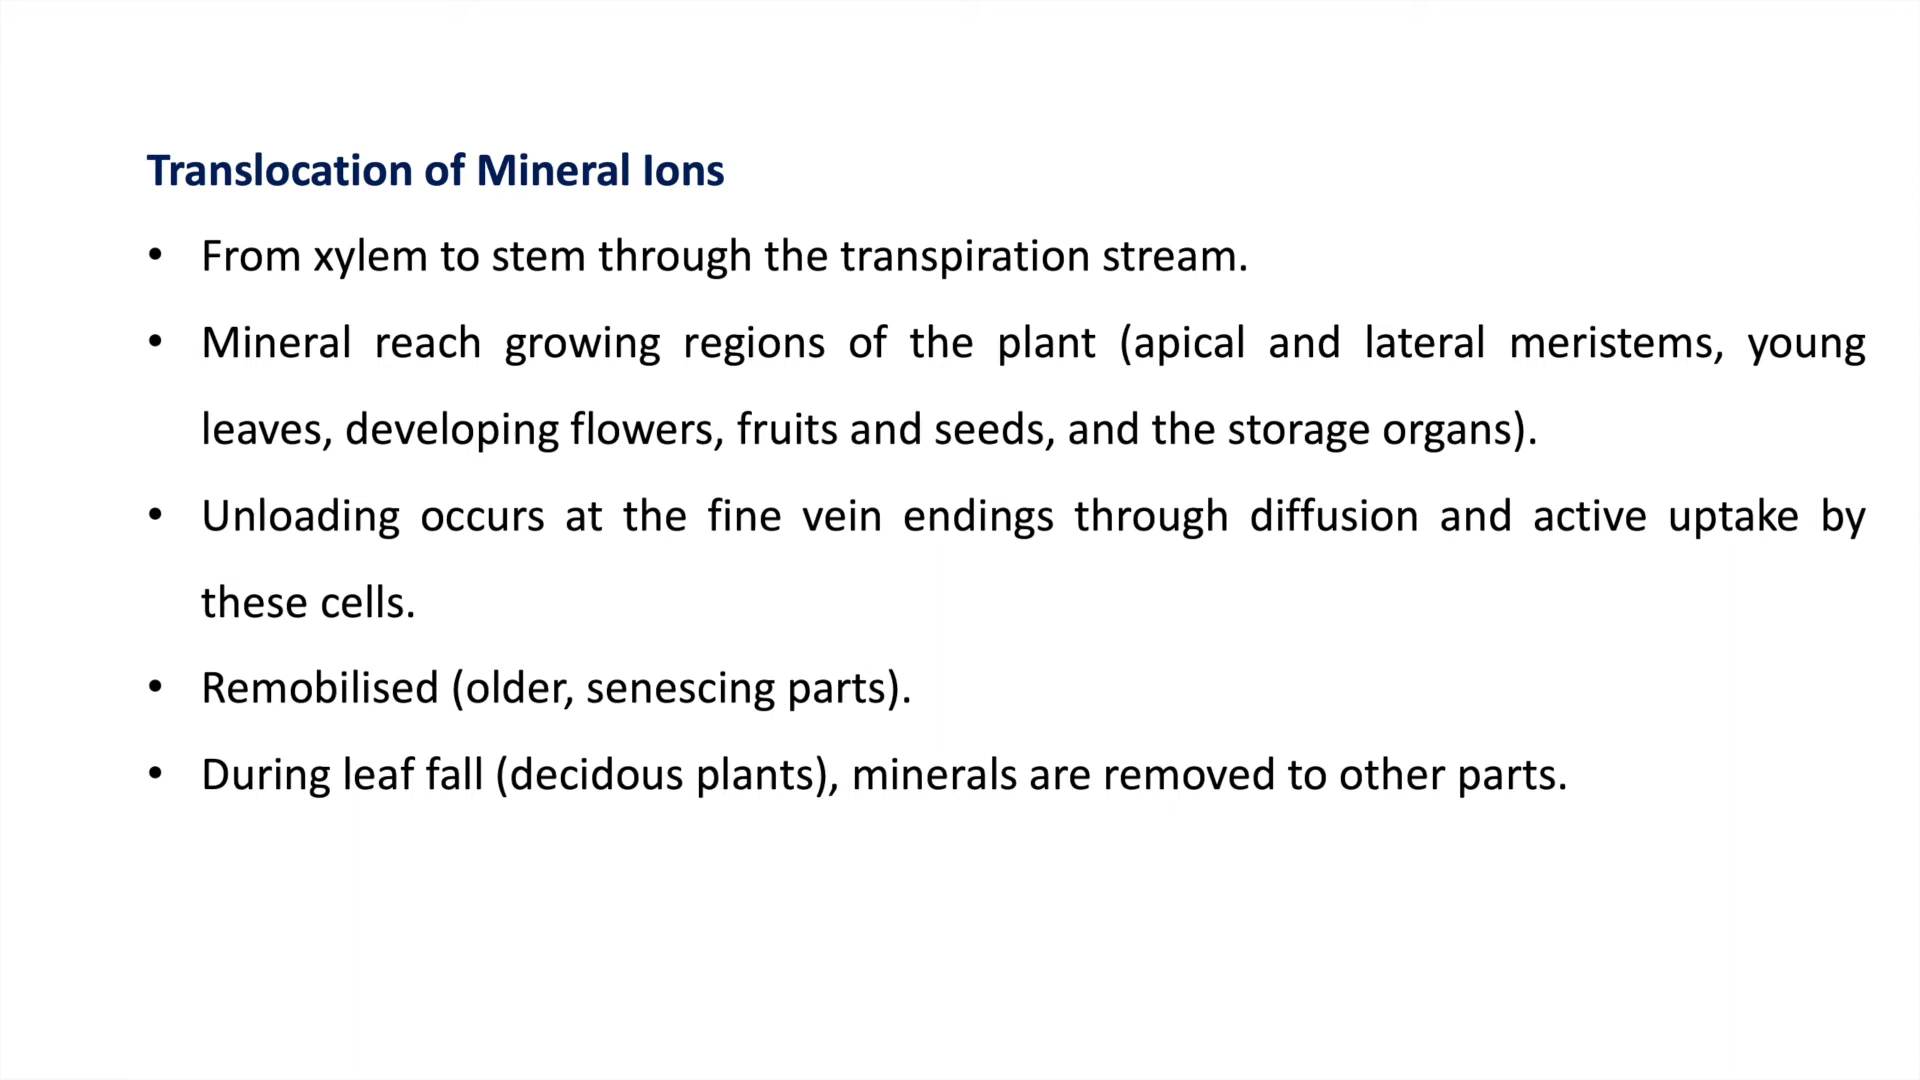 Translocation of Mineral Ions
• From xylem to stem through the transpiration stream.
• Mineral reach growing regions of the plant (apical and lateral meristems, young
leaves, developing flowers, fruits and seeds, and the storage organs).
• Unloading occurs at the fine vein endings through diffusion and active uptake by
these cells.
• Remobilised (older, senescing parts).
• During leaf fall (decidous plants), minerals are removed to other parts.